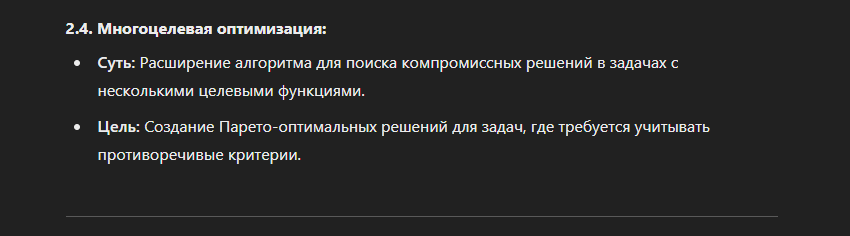 2.4. Многоцелевая оптимизация:
• Суть: Расширение алгоритма для поиска компромиссных решений в задачах с
несколькими целевыми функциями.
• Цель: Создание Парето-оптимальных решений для задач, где требуется учитывать
противоречивые критерии.